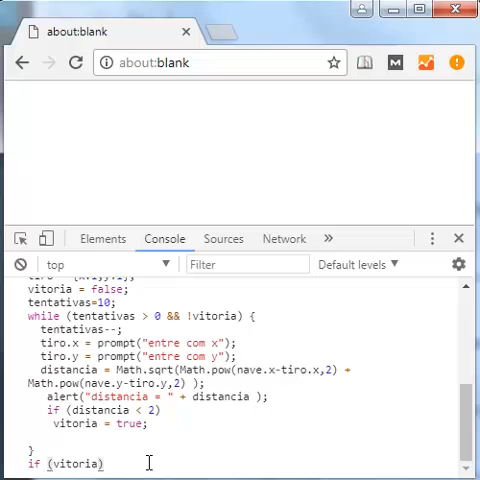 about:blank
about:blank
Elements Console Sources Network »
top Filter Default levels
vitoria = false;
tentativas=10;
while (tentativas > 0 && !vitoria) {
tentativas--;
tiro.x = prompt("entre com x");
tiro.y = prompt("entre com y");
distancia = Math.sqrt(Math.pow(nave.x-tiro.x,2) +
Math.pow(nave.y-tiro.y,2) );
alert("distancia = " + distancia );
if (distancia < 2)
vitoria = true;
}
if (vitoria)